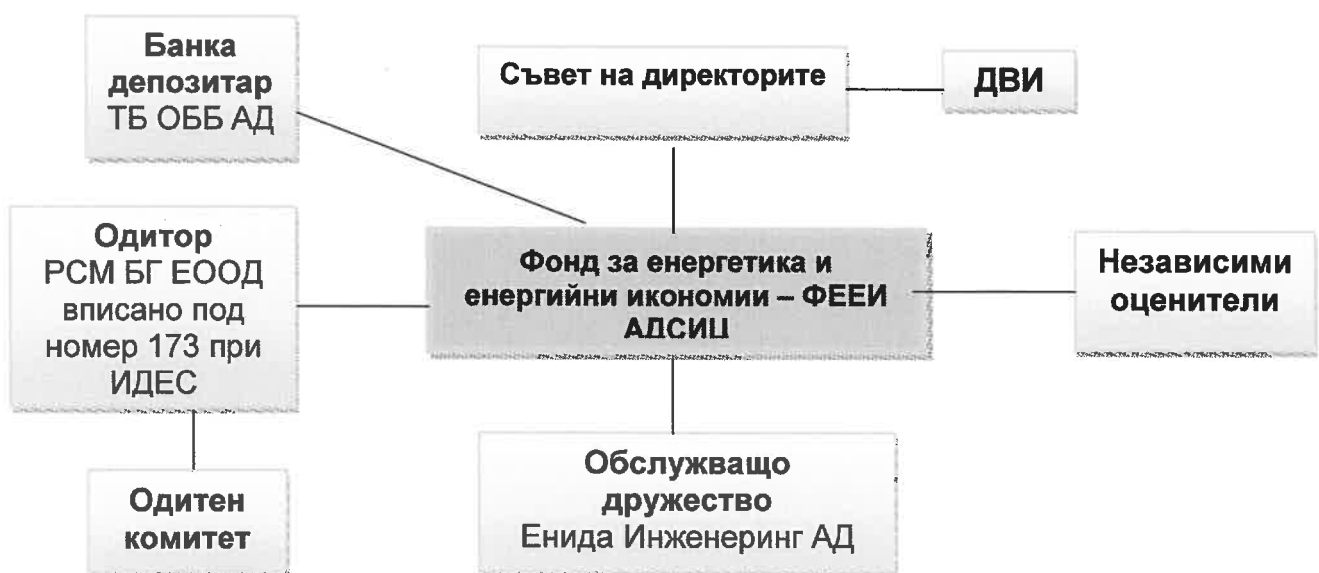 Банка
депозитар
ТБ ОББ АД
Съвет на директорите
ДВИ
Одитор
РСМ БГ ЕООД
вписано под
номер 173 при
ИДЕС
Фонд за енергетика и
енергийни икономии – ФЕЕИ
АДСИЦ
Независими
оценители
Одитен
комитет
Обслужващо
дружество
Енида Инженеринг АД